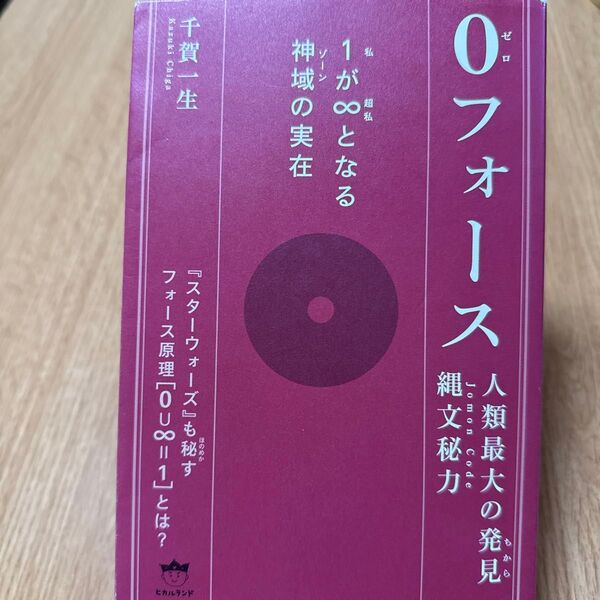 0フォース
ゼロ
人類最大の発見
ちから
Jomon Code
縄文秘力
1が∞となる
私
超私
神域の実在
ゾーン
千賀一生
Kazuki Chiga
『スターウォーズ』も秘す
ほのめか
フォース原理[0∪∞=1]とは?
ヒカルランド